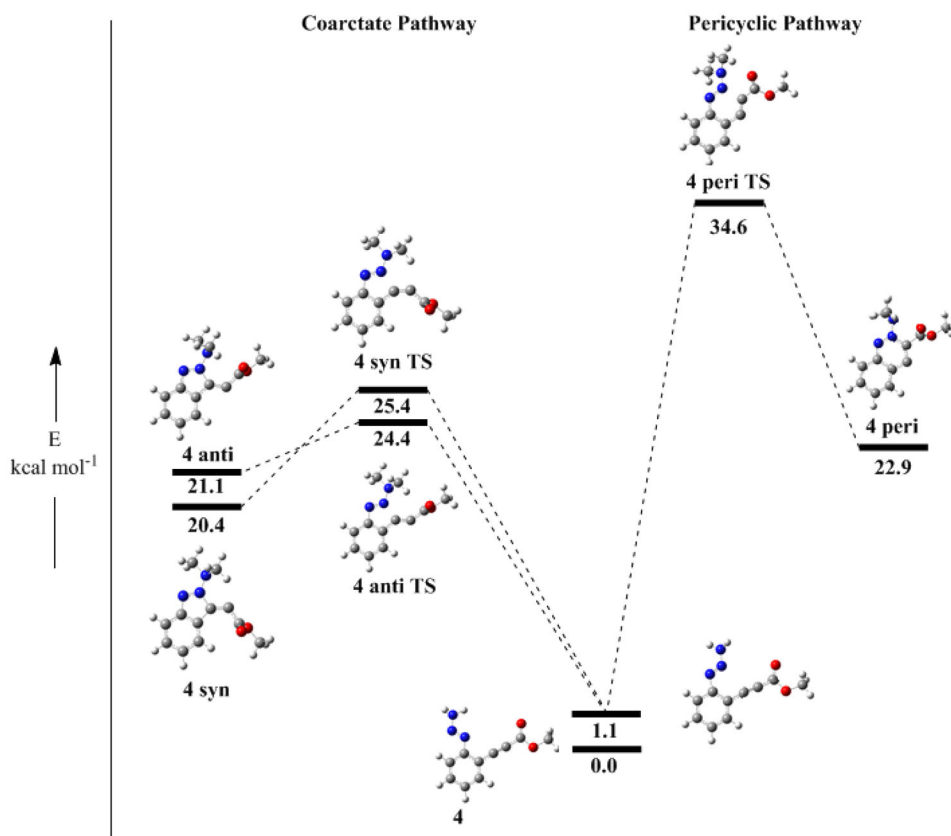 Coarctate Pathway
Pericyclic Pathway
4 peri TS
34.6
4 syn TS
25.4
24.4
4 anti TS
4 anti
21.1
20.4
4 syn
E
kcal mol⁻¹
4 peri
22.9
1.1
0.0
4